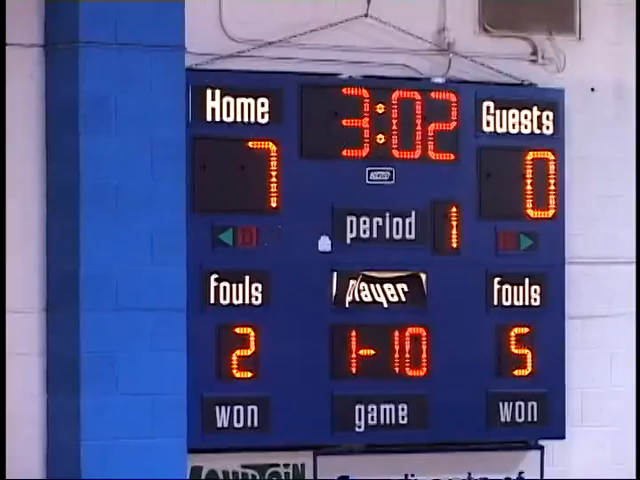 Home 3:02 Guests
7 0
period 1
fouls player fouls
2 1-10 5
won game won